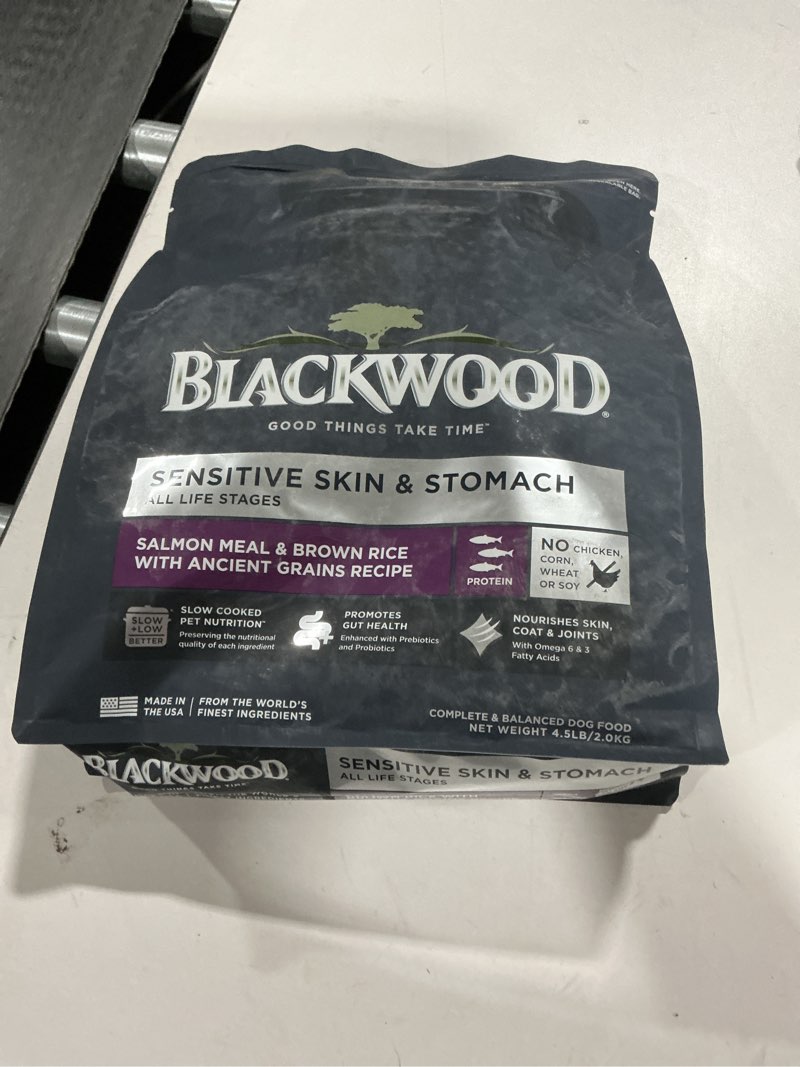 BLACKWOOD®
GOOD THINGS TAKE TIME™
SENSITIVE SKIN & STOMACH
ALL LIFE STAGES
SALMON MEAL & BROWN RICE
WITH ANCIENT GRAINS RECIPE
PROTEIN
NO CHICKEN,
CORN,
WHEAT
OR SOY
SLOW
+LOW
BETTER
SLOW COOKED
PET NUTRITION™
Preserving the nutritional
quality of each ingredient
PROMOTES
GUT HEALTH
Enhanced with Prebiotics
and Probiotics
NOURISHES SKIN,
COAT & JOINTS
With Omega 6 & 3
Fatty Acids
MADE IN
THE USA
FROM THE WORLD'S
FINEST INGREDIENTS
COMPLETE & BALANCED DOG FOOD
NET WEIGHT 4.5LB/2.0KG
BLACKWOOD
SENSITIVE SKIN & STOMACH
ALL LIFE STAGES